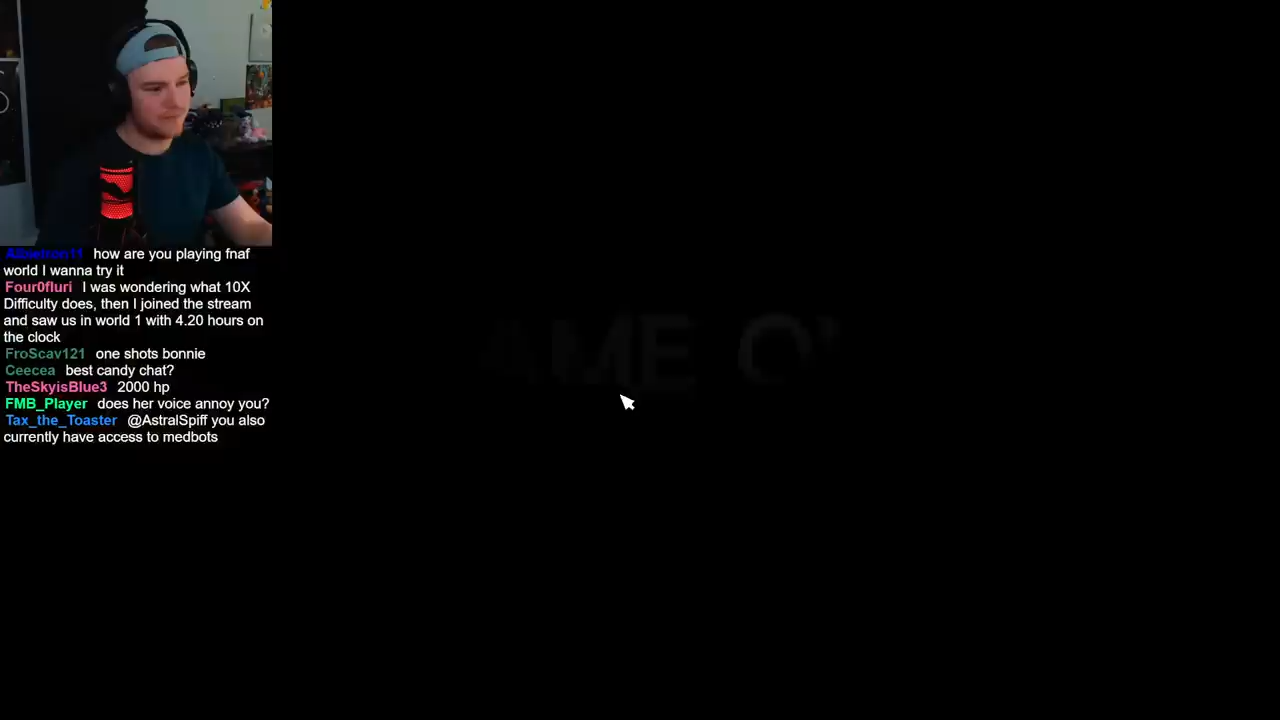 Four0fluri I was wondering what 10X
Difficulty does, then I joined the stream
and saw us in world 1 with 4.20 hours on
the clock
FroScav121 one shots bonnie
Ceecea best candy chat?
TheSkyisBlue3 2000 hp
FMB_Player does her voice annoy you?
Tax_the_Toaster @AstralSpiff you also
currently have access to medbots
how are you playing fnaf
world I wanna try it
AME O